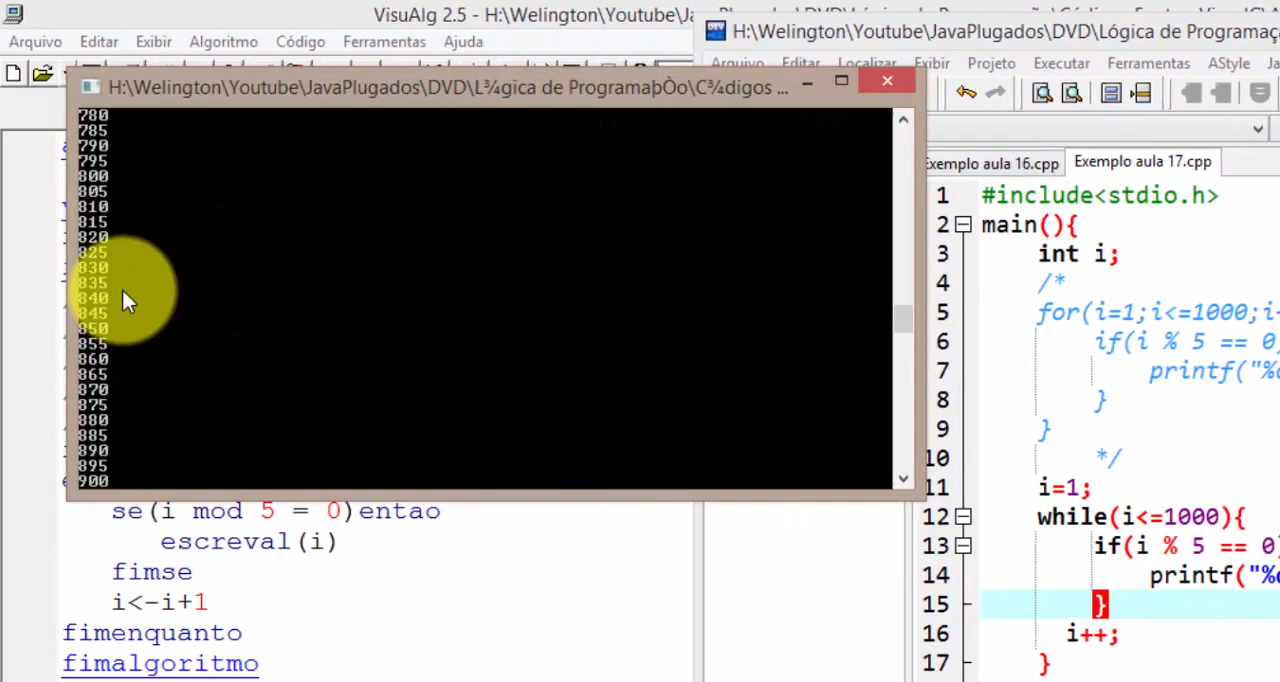 VisuAlg 2.5 - H:\Welington\Youtube\Ja
Arquivo Editar Exibir Algoritmo Código Ferramentas Ajuda
H:\Welington\Youtube\JavaPlugados\DVD\L¾gica de ProgramaþÒo\C¾digos ...
780
785
790
795
800
805
810
815
820
825
830
835
840
845
850
855
860
865
870
875
880
885
890
895
900
se(i mod 5 = 0)entao
escreval(i)
fimse
i<-i+1
fimenquanto
fimalgoritmo
H:\Welington\Youtube\JavaPlugados\DVD\Lógica de Programaç
Arquivo Editar Localizar Exibir Projeto Executar Ferramentas AStyle
Exemplo aula 16.cpp Exemplo aula 17.cpp
1 #include<stdio.h>
2 main(){
3 int i;
4 /*
5 for(i=1;i<=1000;i
6 if(i % 5 == 0)
7 printf("%
8 }
9 }
10 */
11 i=1;
12 while(i<=1000){
13 if(i % 5 == 0)
14 printf("%
15 }
16 i++;
17 }